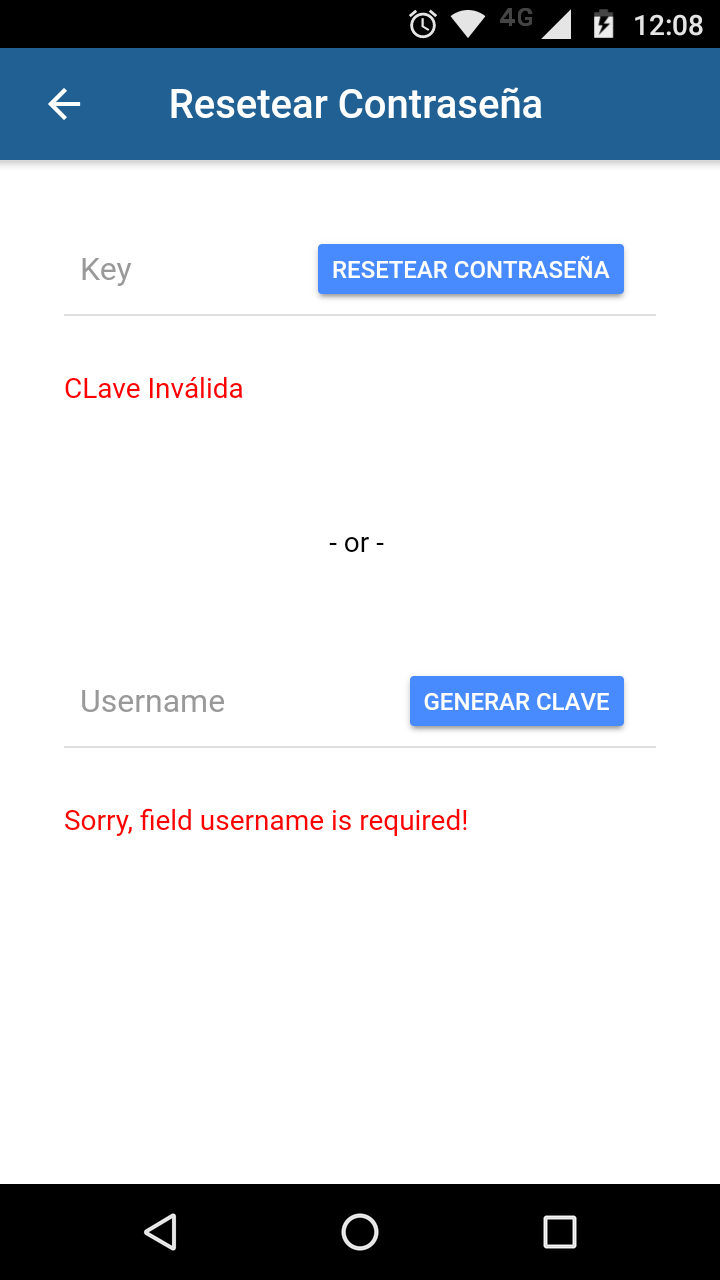 4G 12:08
Resetear Contraseña
Key RESETEAR CONTRASEÑA
CLave Inválida
- or -
Username GENERAR CLAVE
Sorry, field username is required!